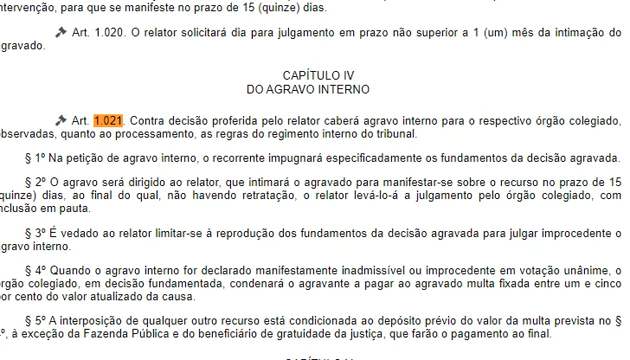 ntervenção, para que se manifeste no prazo de 15 (quinze) dias.
Art. 1.020. O relator solicitará dia para julgamento em prazo não superior a 1 (um) mês da intimação do
agravado.
CAPÍTULO IV
DO AGRAVO INTERNO
Art. 1.021. Contra decisão proferida pelo relator caberá agravo interno para o respectivo órgão colegiado,
observadas, quanto ao processamento, as regras do regimento interno do tribunal.
§ 1º Na petição de agravo interno, o recorrente impugnará especificadamente os fundamentos da decisão agravada.
§ 2º O agravo será dirigido ao relator, que intimará o agravado para manifestar-se sobre o recurso no prazo de 15
(quinze) dias, ao final do qual, não havendo retratação, o relator levá-lo-á a julgamento pelo órgão colegiado, com
nclusão em pauta.
§ 3º É vedado ao relator limitar-se à reprodução dos fundamentos da decisão agravada para julgar improcedente o
agravo interno.
§ 4º Quando o agravo interno for declarado manifestamente inadmissível ou improcedente em votação unânime, o
órgão colegiado, em decisão fundamentada, condenará o agravante a pagar ao agravado multa fixada entre um e cinco
por cento do valor atualizado da causa.
§ 5º A interposição de qualquer outro recurso está condicionada ao depósito prévio do valor da multa prevista no §
4º, à exceção da Fazenda Pública e do beneficiário de gratuidade da justiça, que farão o pagamento ao final.